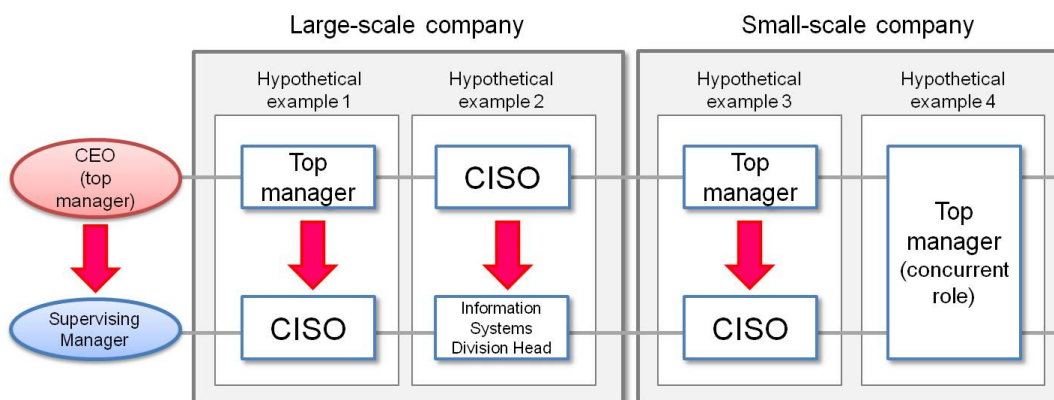 Large-scale company
Small-scale company
Hypothetical
example 1
Hypothetical
example 2
Hypothetical
example 3
Hypothetical
example 4
CEO
(top
manager)
Top
manager
CISO
Top
manager
Top
manager
(concurrent
role)
Supervising
Manager
CISO
Information
Systems
Division Head
CISO